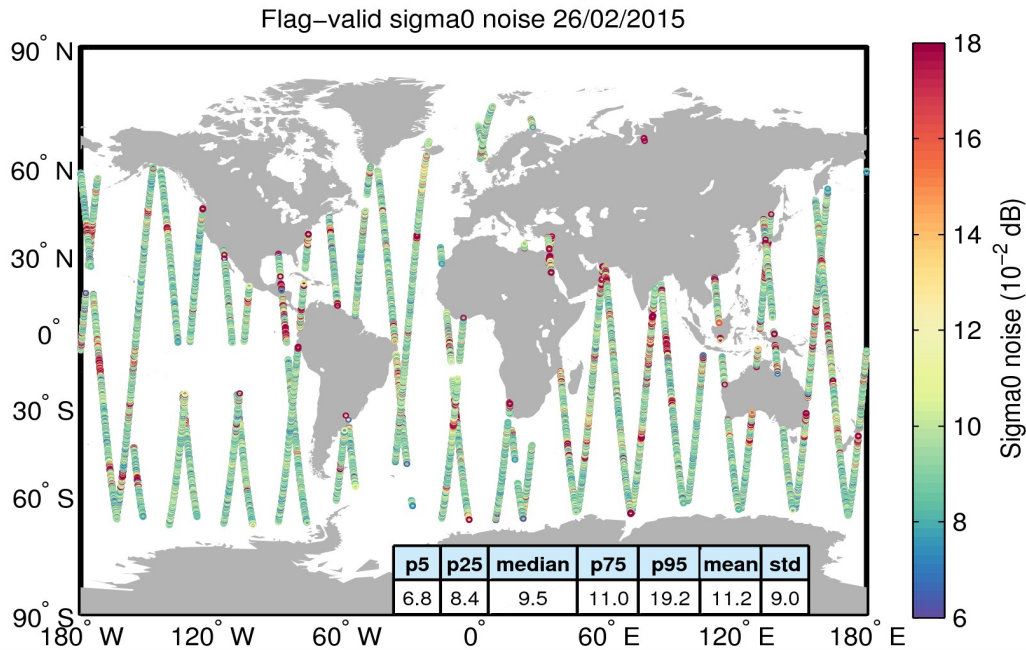 Flag−valid sigma0 noise 26/02/2015
90° N
60° N
30° N
0°
30° S
60° S
90° S
180° W
120° W
60° W
0°
60° E
120° E
180° E
p5 p25 median p75 p95 mean std
6.8 8.4 9.5 11.0 19.2 11.2 9.0
18
16
14
12
10
8
6
Sigma0 noise (10⁻² dB)